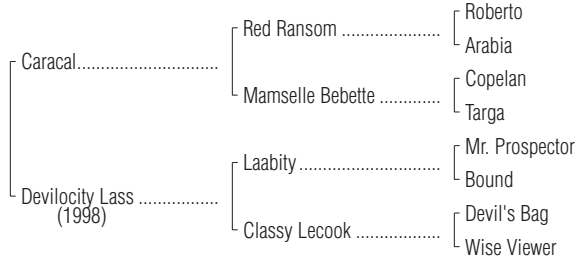 Roberto
Red Ransom ....................
Arabia
Caracal.............................
Copelan
Mamselle Bebette .............
Targa
Mr. Prospector
Laabity.............................
Bound
Devilocity Lass ................
(1998)
Devil's Bag
Classy Lecook .................
Wise Viewer